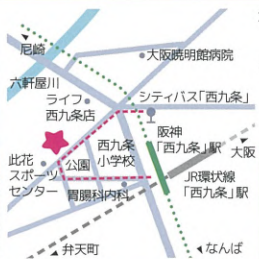 尼崎
大阪暁明館病院
六軒屋川
ライフ
西九条店
シティバス「西九条」
阪神
「西九条」駅
大阪
西九条
小学校
此花
スポーツ
センター
公園
胃腸科内科
JR環状線
「西九条」駅
弁天町
なんば